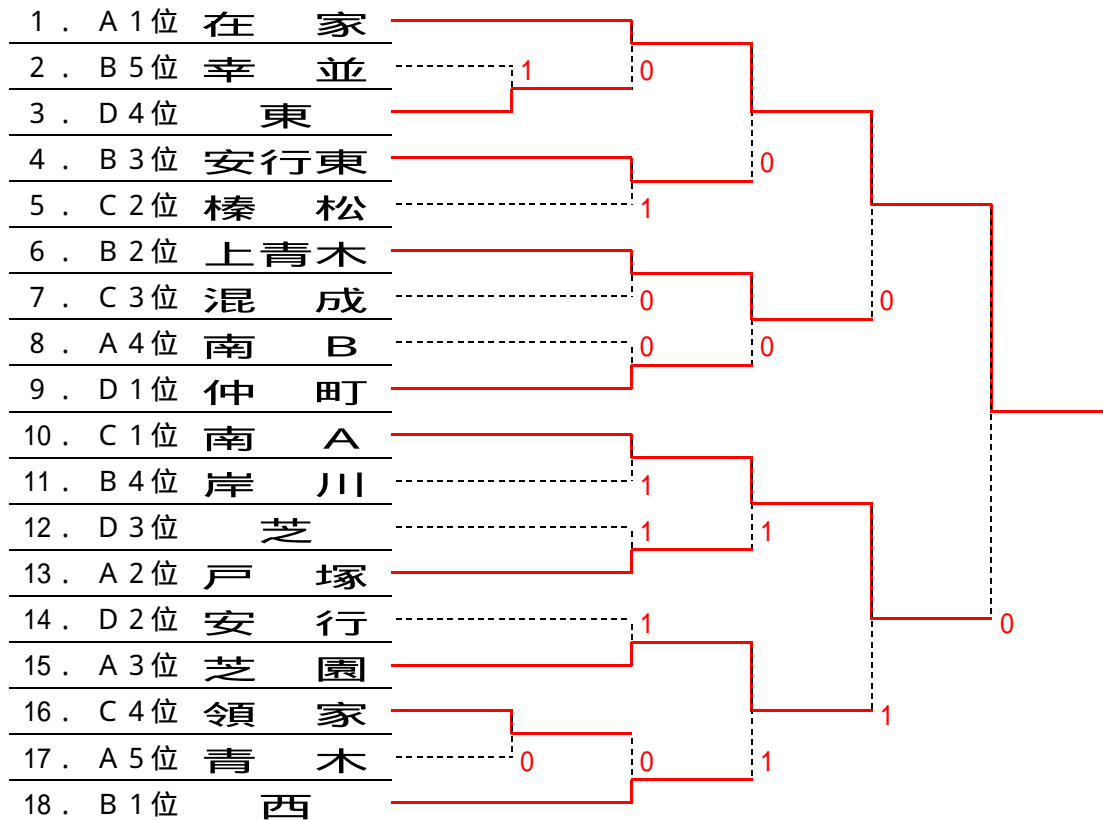 1． A1位 在 家
2． B5位 幸 並 1 0
3． D4位 東
4． B3位 安行東 0
5． C2位 榛 松 1
6． B2位 上青木
7． C3位 混 成 0 0
8． A4位 南 B 0 0
9． D1位 仲 町
10． C1位 南 A
11． B4位 岸 川 1
12． D3位 芝 1 1
13． A2位 戸 塚
14． D2位 安 行 1 0
15． A3位 芝 園
16． C4位 領 家 1
17． A5位 青 木 0 0 1
18． B1位 西